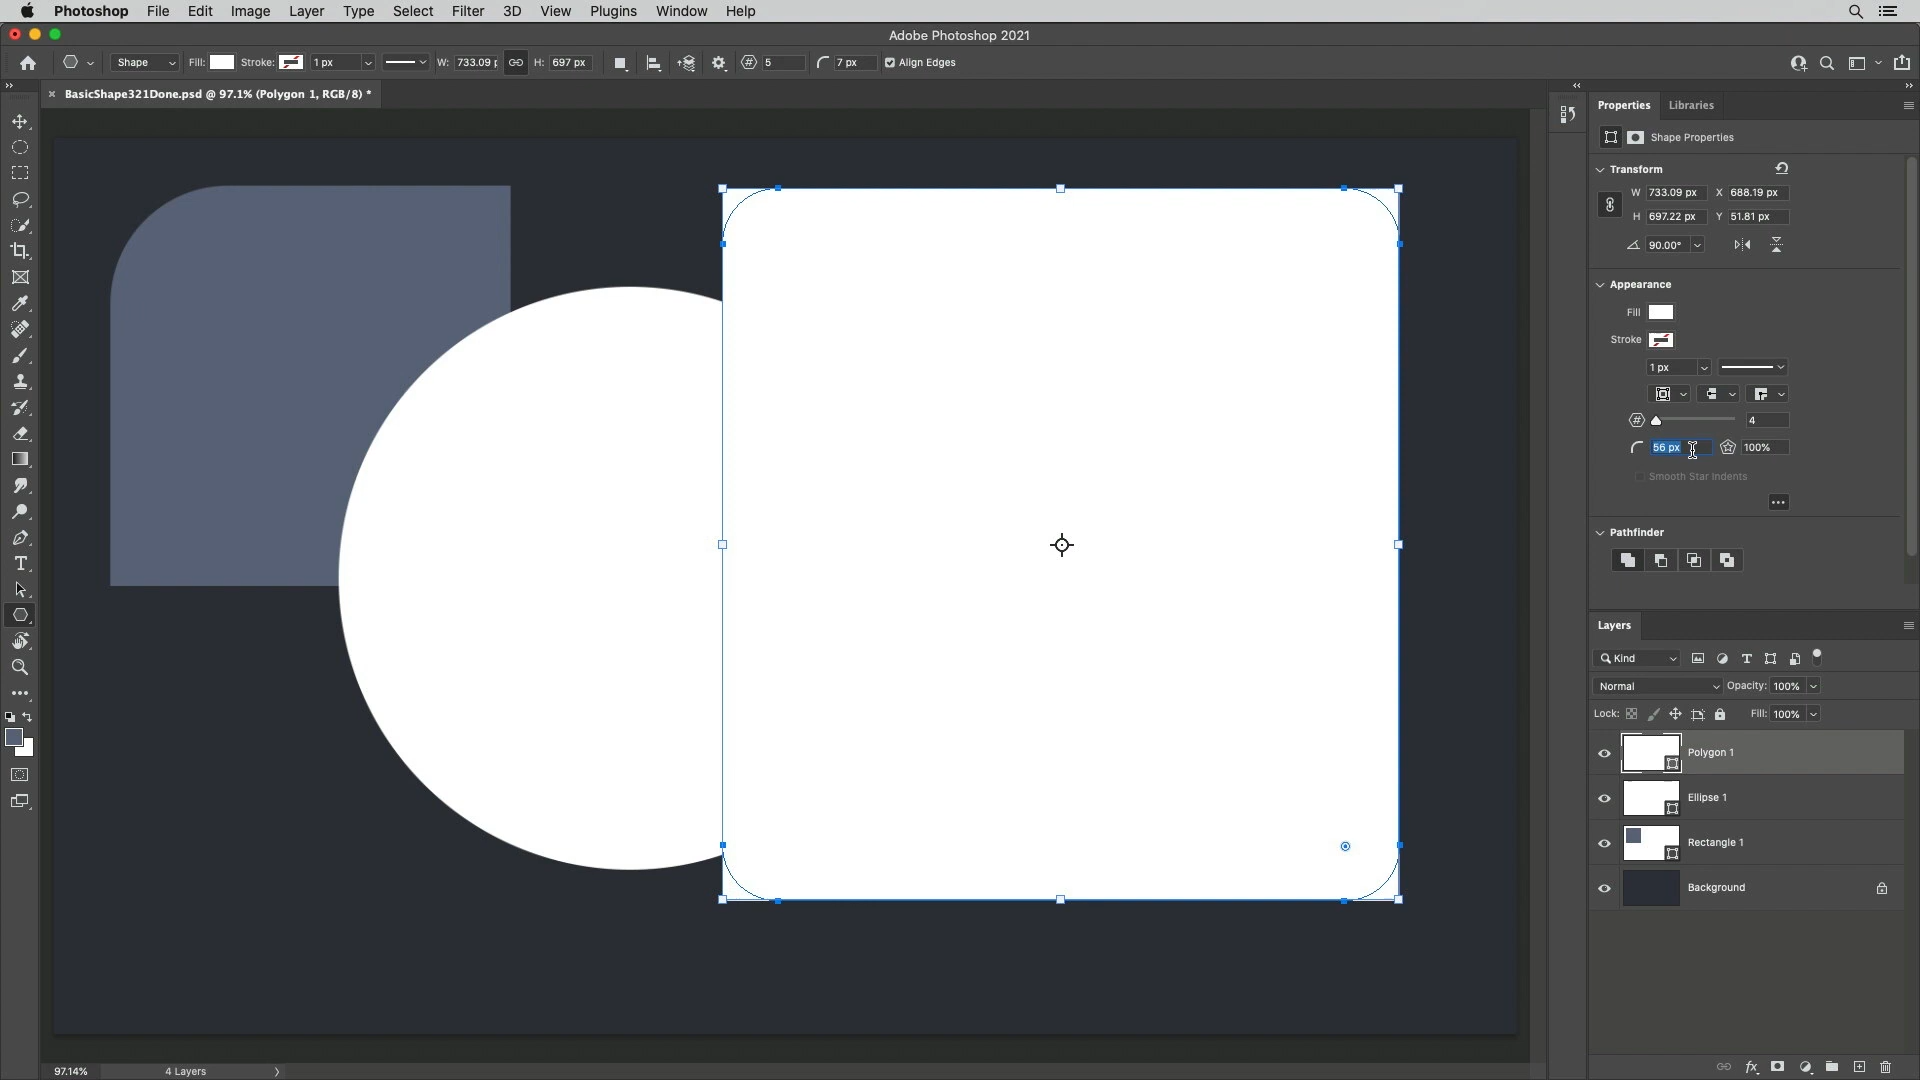 Photoshop File Edit Image Layer Type Select Filter 3D View Plugins Window Help
Adobe Photoshop 2021
Shape Fill: Stroke: 1 px W: 733.09 p H: 697 px 5 7 px Align Edges
BasicShape321Done.psd @ 97.1% (Polygon 1, RGB/8) *
Properties Libraries
Shape Properties
Transform
W 733.09 px X 688.19 px
H 697.22 px Y 51.81 px
90.00°
Appearance
Fill
Stroke
1 px
4
56 px 100%
Smooth Star Indents
Pathfinder
Layers
Kind
Normal Opacity: 100%
Lock: Fill: 100%
Polygon 1
Ellipse 1
Rectangle 1
Background
97.14% 4 Layers